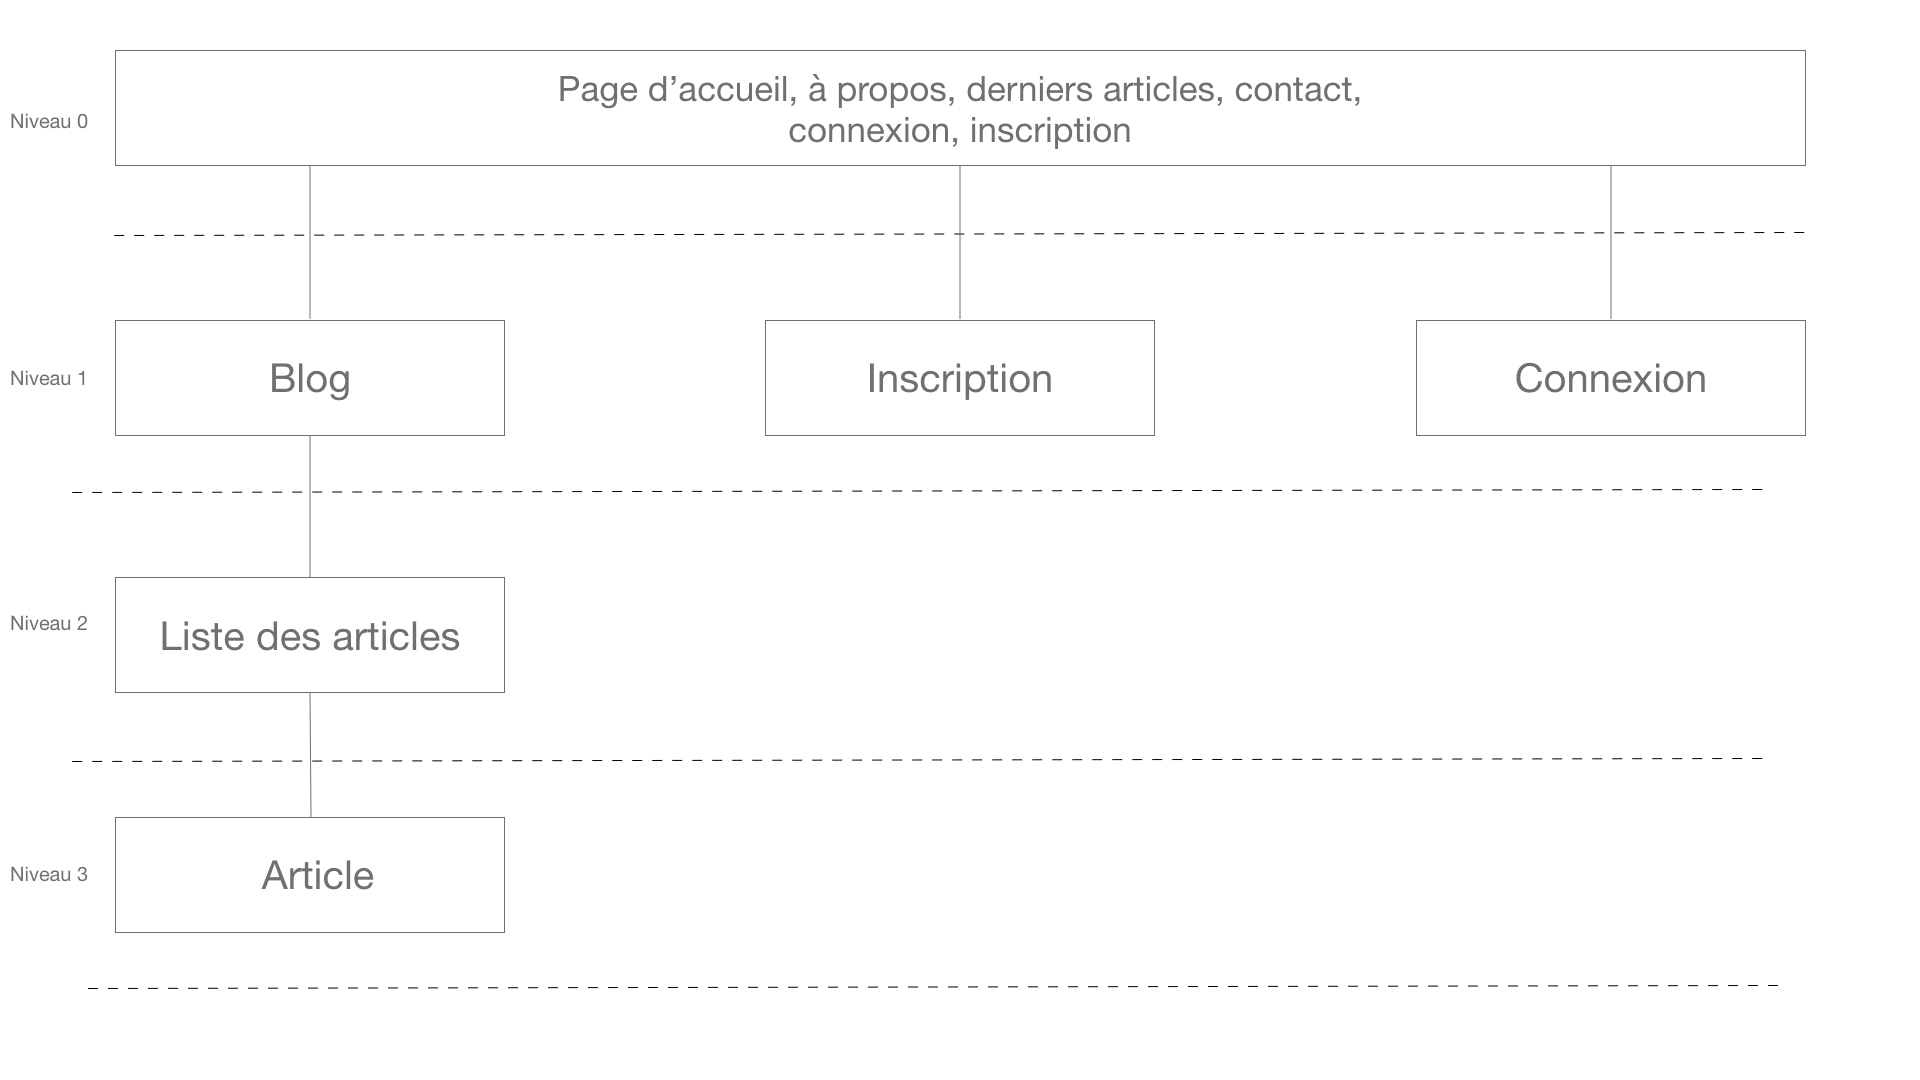 Page d’accueil, à propos, derniers articles, contact,
connexion, inscription
Niveau 0
Niveau 1
Blog
Inscription
Connexion
Niveau 2
Liste des articles
Niveau 3
Article